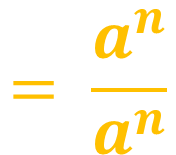 = aⁿ / aⁿ